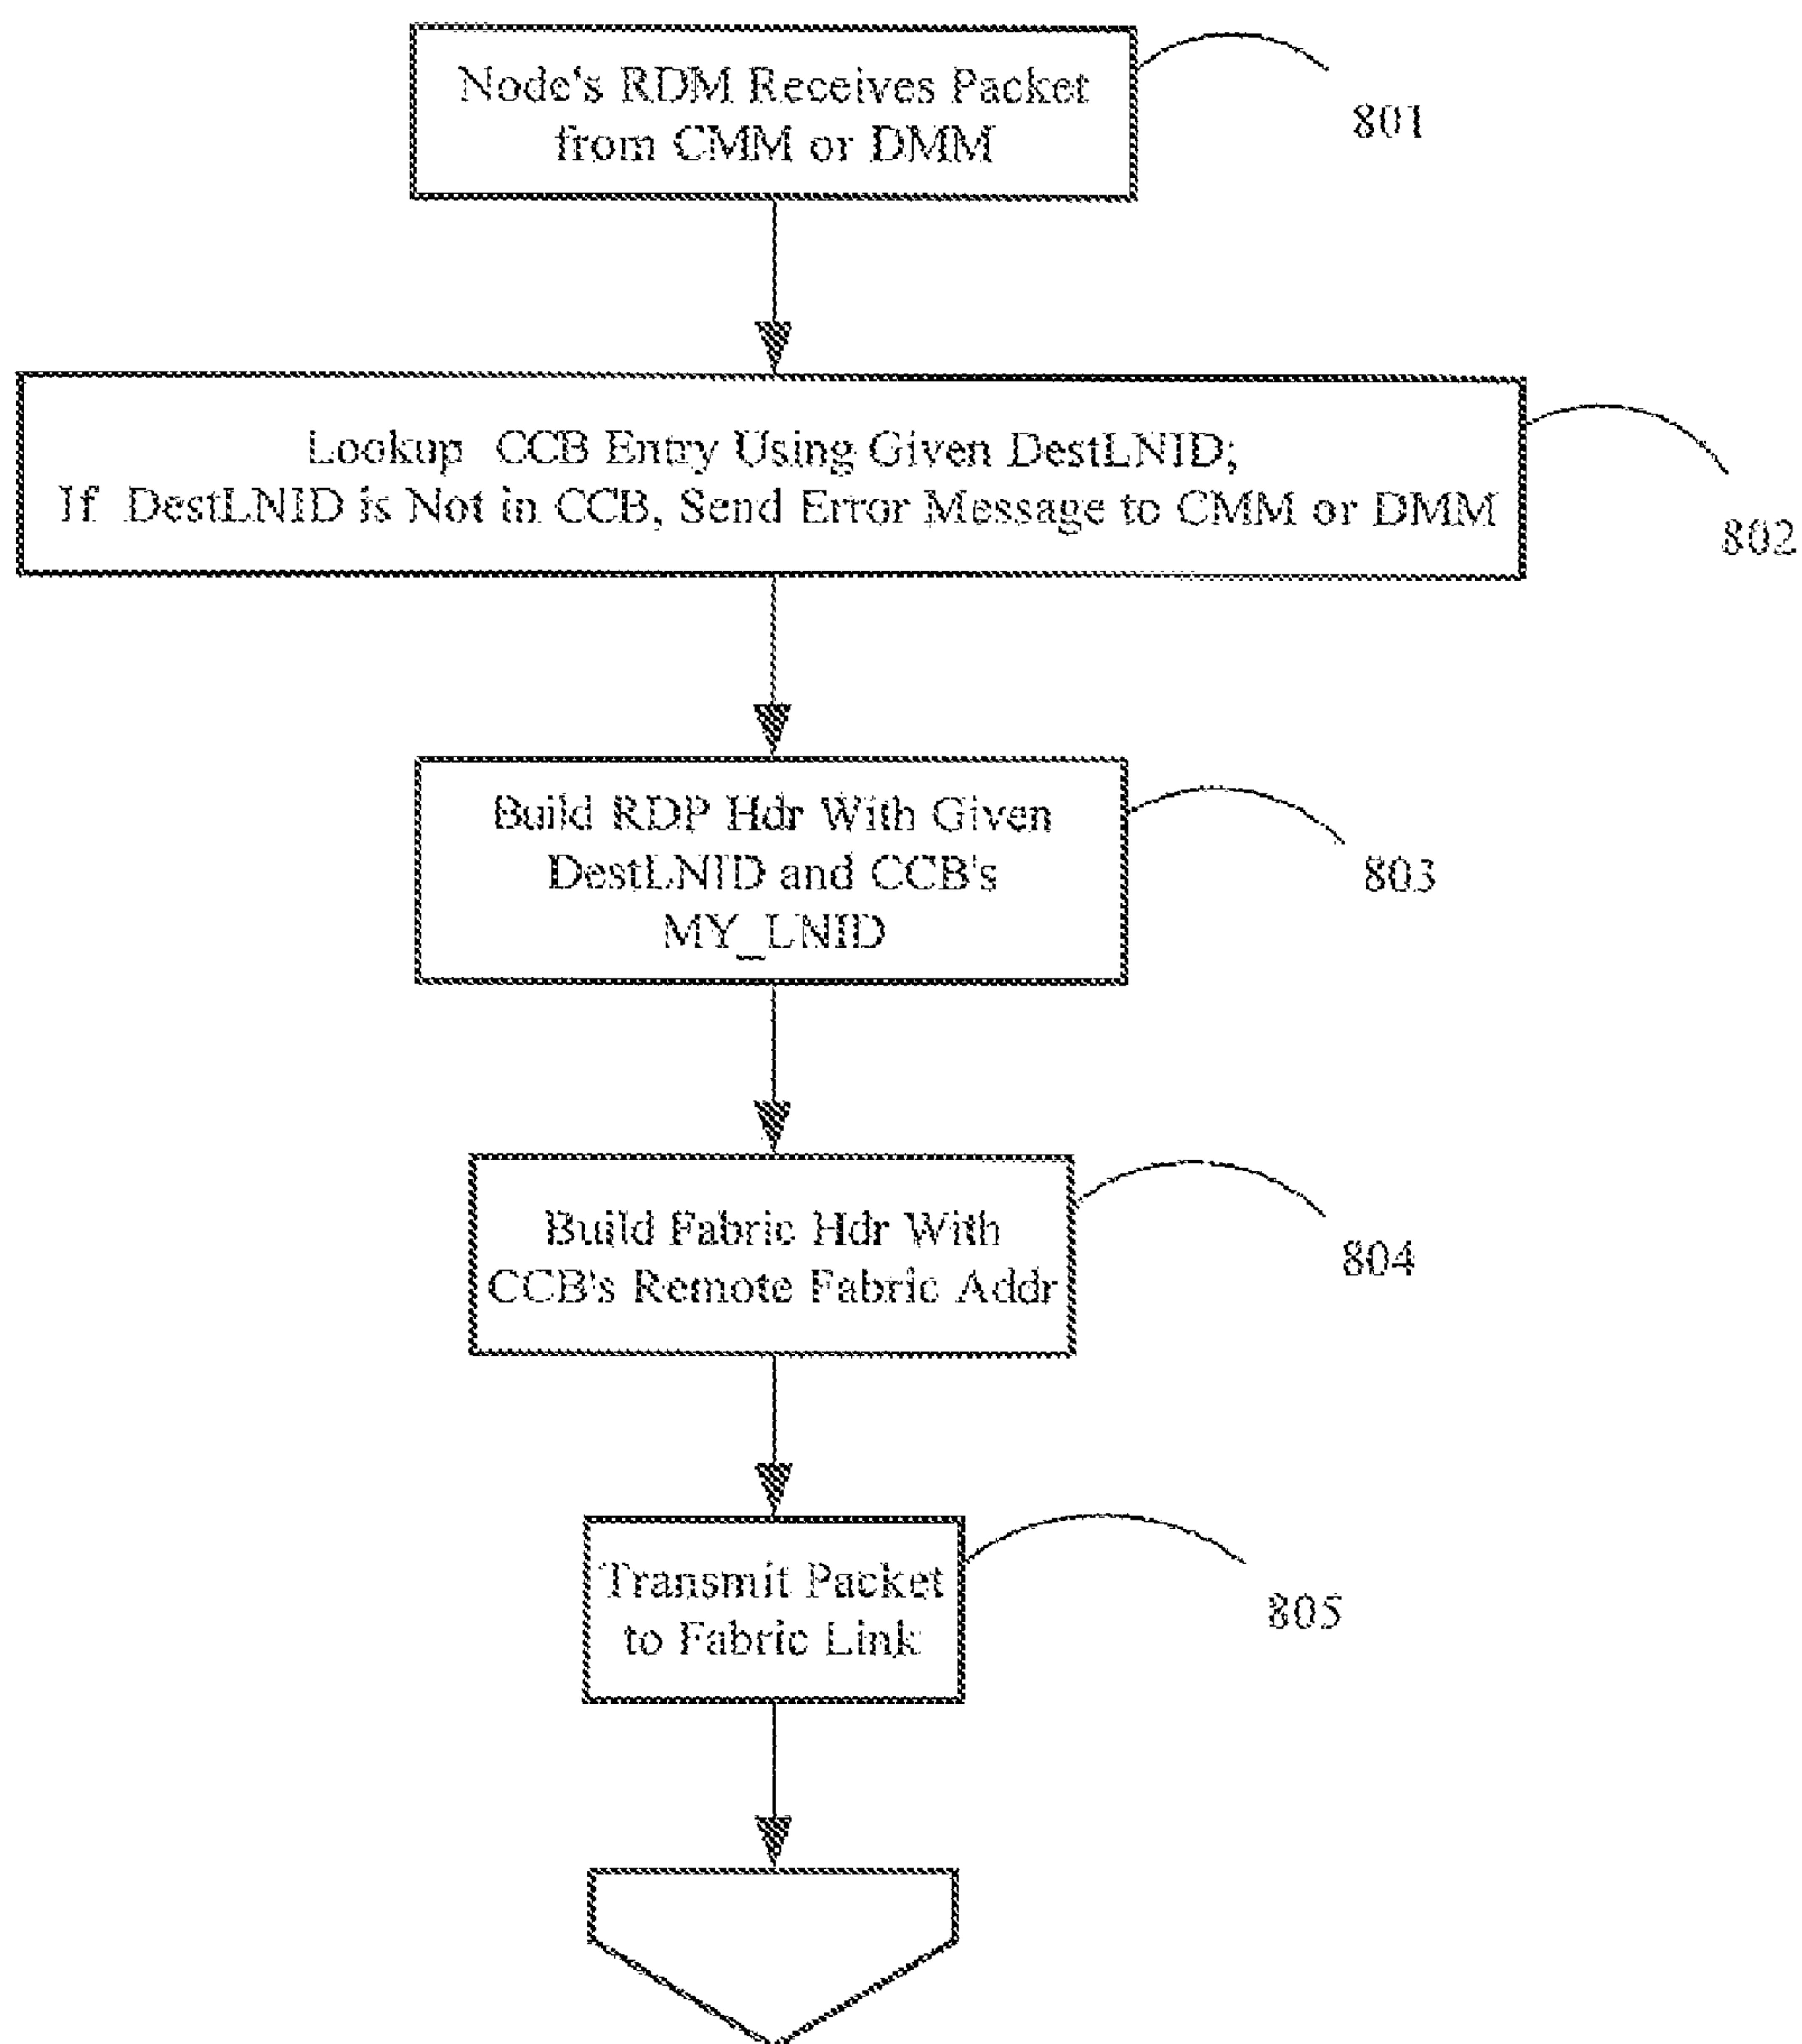 Node's RDM Receives Packet
from CMM or DMM
801
Lookup CCB Entry Using Given DestLNID;
If DestLNID is Not in CCB, Send Error Message to CMM or DMM
802
Build RDP Hdr With Given
DestLNID and CCB's
MY_LNID
803
Build Fabric Hdr With
CCB's Remote Fabric Addr
804
Transmit Packet
to Fabric Link
805